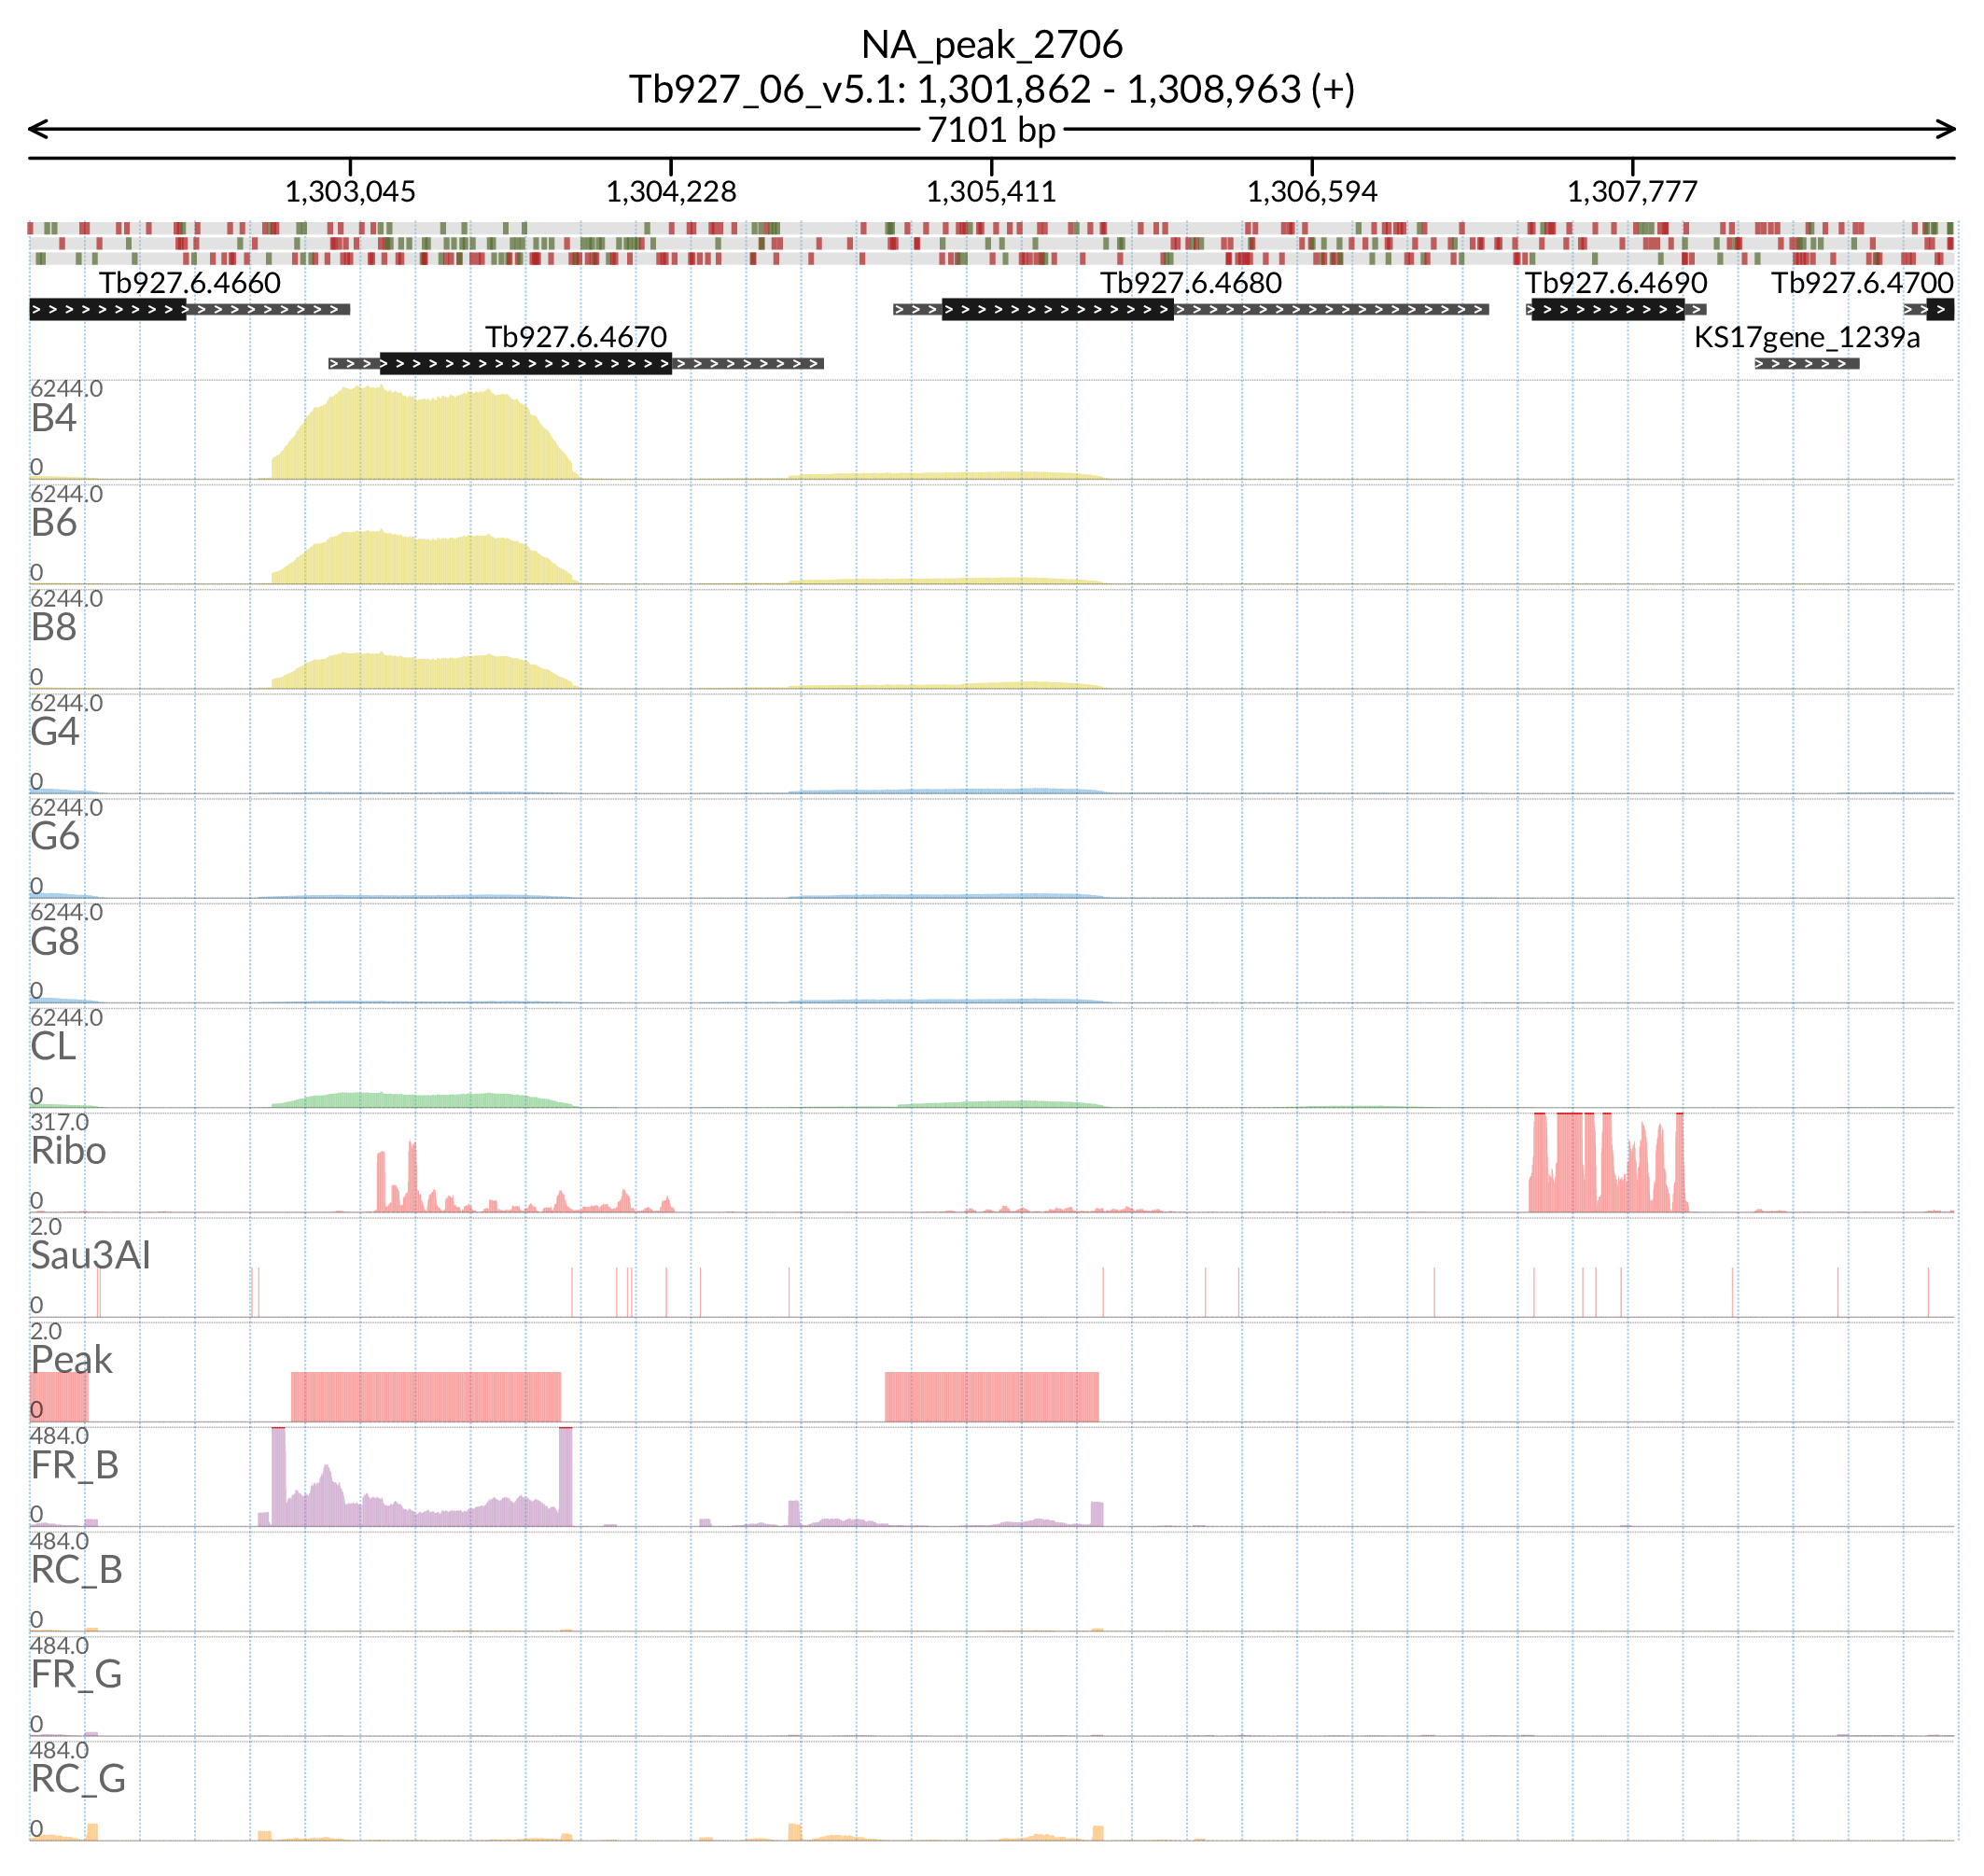 NA_peak_2706
Tb927_06_v5.1: 1,301,862 - 1,308,963 (+)
7101 bp
1,303,045 1,304,228 1,305,411 1,306,594 1,307,777
Tb927.6.4660 Tb927.6.4680 Tb927.6.4690 Tb927.6.4700
Tb927.6.4670 KS17gene_1239a
6244.0
B4
0
6244.0
B6
0
6244.0
B8
0
6244.0
G4
0
6244.0
G6
0
6244.0
G8
0
6244.0
CL
0
317.0
Ribo
0
2.0
Sau3AI
0
2.0
Peak
0
484.0
FR_B
0
484.0
RC_B
0
484.0
FR_G
0
484.0
RC_G
0